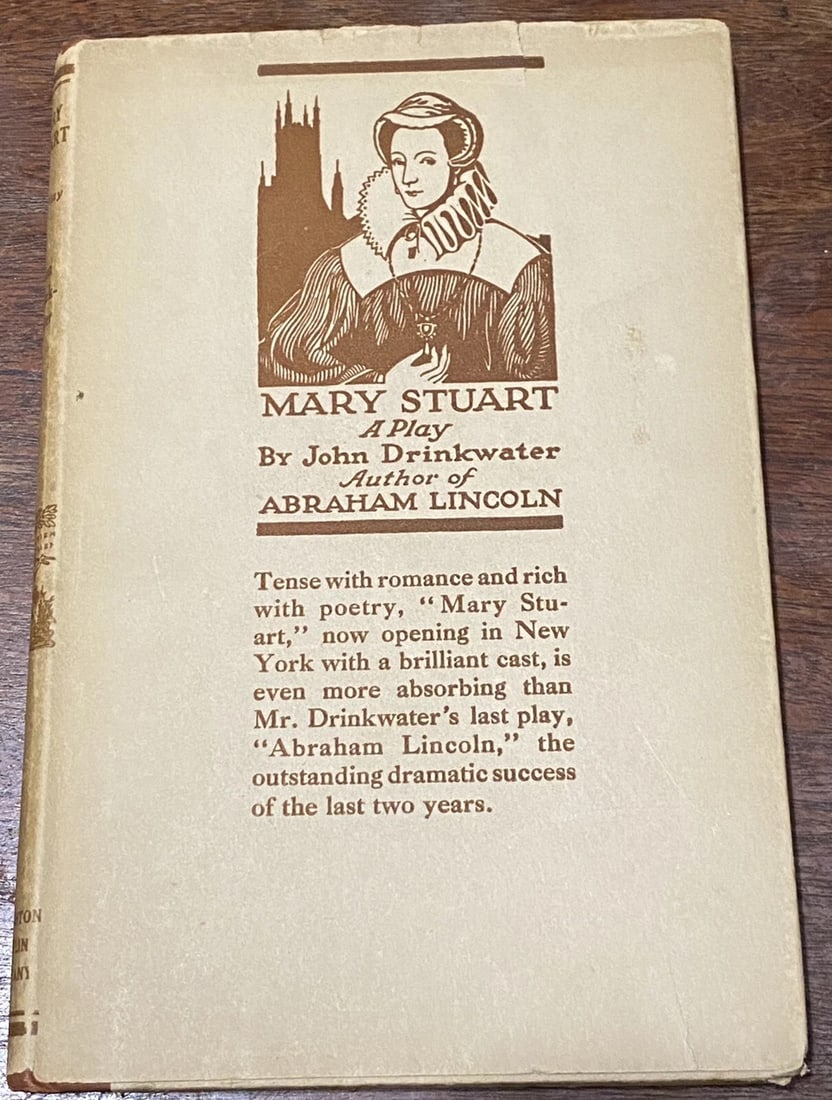 MARY STUART
A Play
By John Drinkwater
Author of
ABRAHAM LINCOLN
Tense with romance and rich
with poetry, "Mary Stu-
art," now opening in New
York with a brilliant cast, is
even more absorbing than
Mr. Drinkwater's last play,
"Abraham Lincoln," the
outstanding dramatic success
of the last two years.